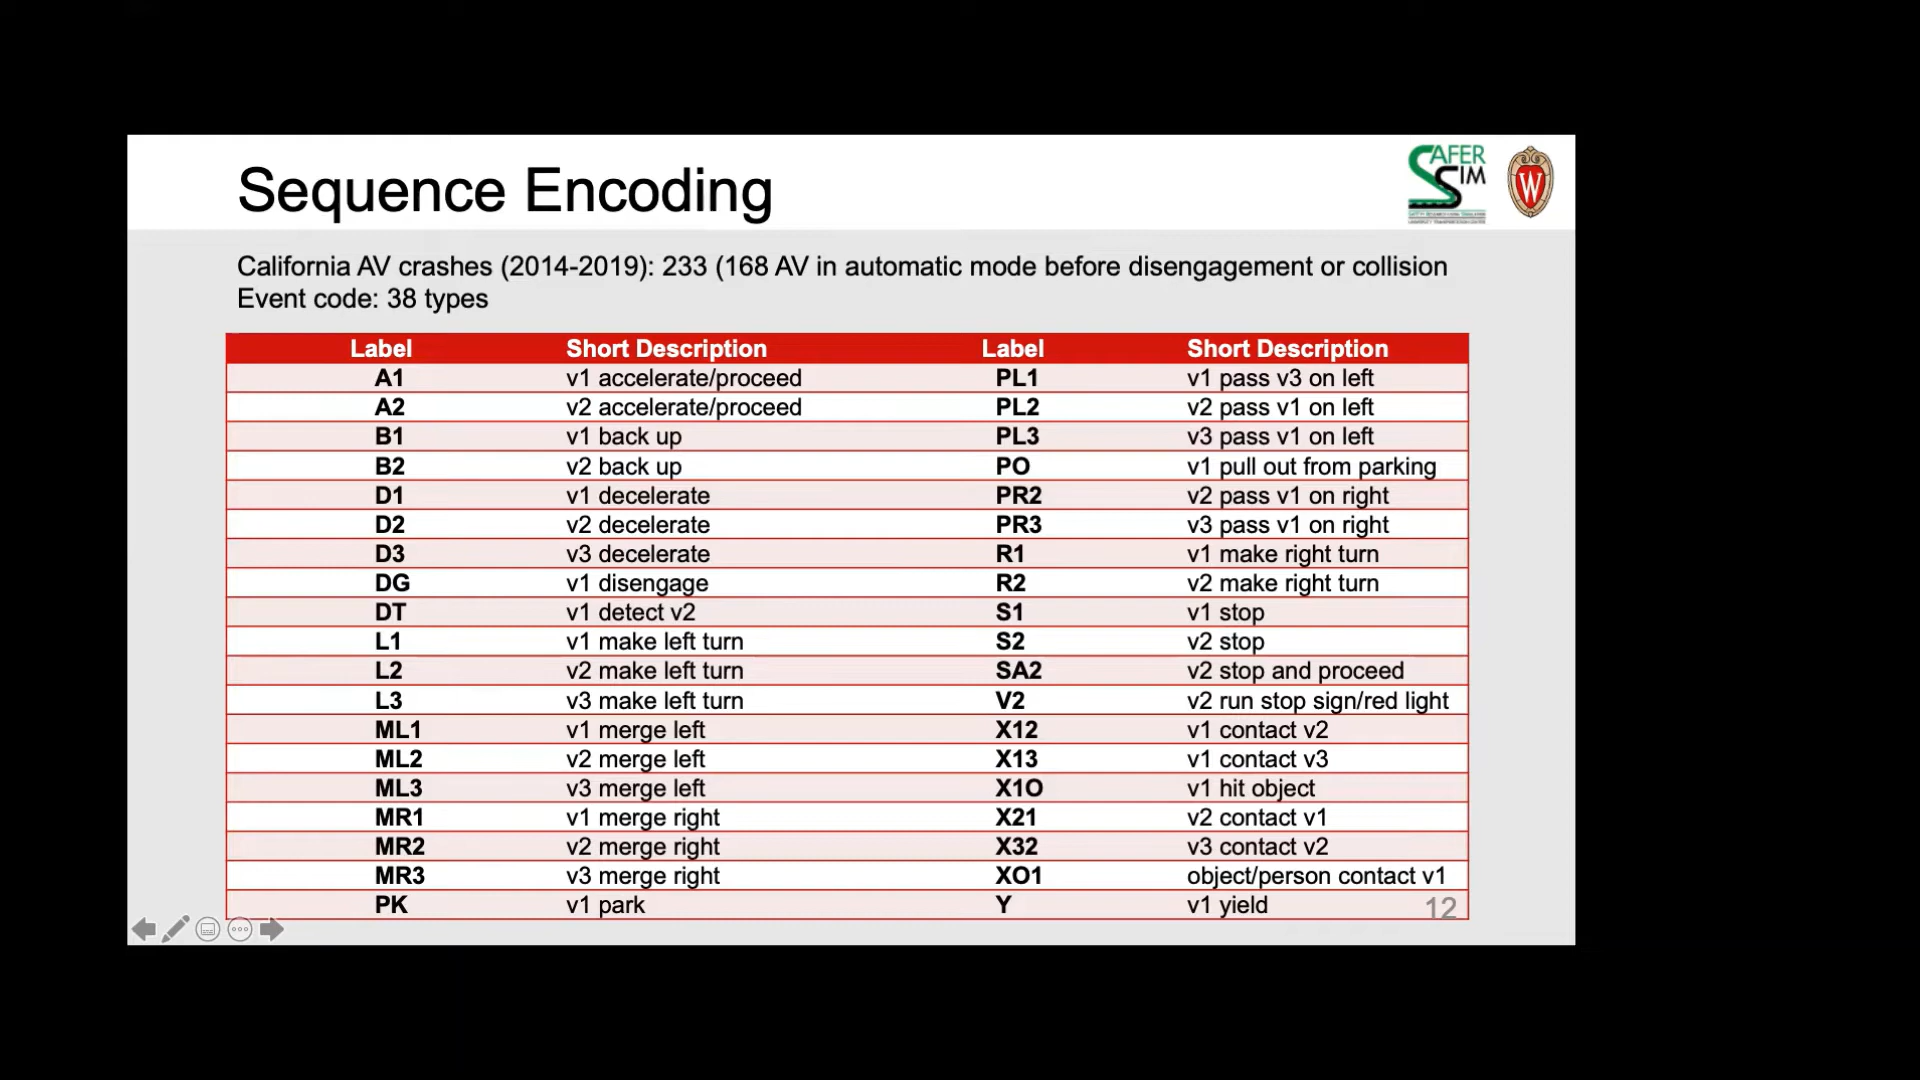 Sequence Encoding
SAFER
SIM
W
California AV crashes (2014-2019): 233 (168 AV in automatic mode before disengagement or collision
Event code: 38 types
Label Short Description Label Short Description
A1 v1 accelerate/proceed PL1 v1 pass v3 on left
A2 v2 accelerate/proceed PL2 v2 pass v1 on left
B1 v1 back up PL3 v3 pass v1 on left
B2 v2 back up PO v1 pull out from parking
D1 v1 decelerate PR2 v2 pass v1 on right
D2 v2 decelerate PR3 v3 pass v1 on right
D3 v3 decelerate R1 v1 make right turn
DG v1 disengage R2 v2 make right turn
DT v1 detect v2 S1 v1 stop
L1 v1 make left turn S2 v2 stop
L2 v2 make left turn SA2 v2 stop and proceed
L3 v3 make left turn V2 v2 run stop sign/red light
ML1 v1 merge left X12 v1 contact v2
ML2 v2 merge left X13 v1 contact v3
ML3 v3 merge left X1O v1 hit object
MR1 v1 merge right X21 v2 contact v1
MR2 v2 merge right X32 v3 contact v2
MR3 v3 merge right XO1 object/person contact v1
PK v1 park Y v1 yield
12